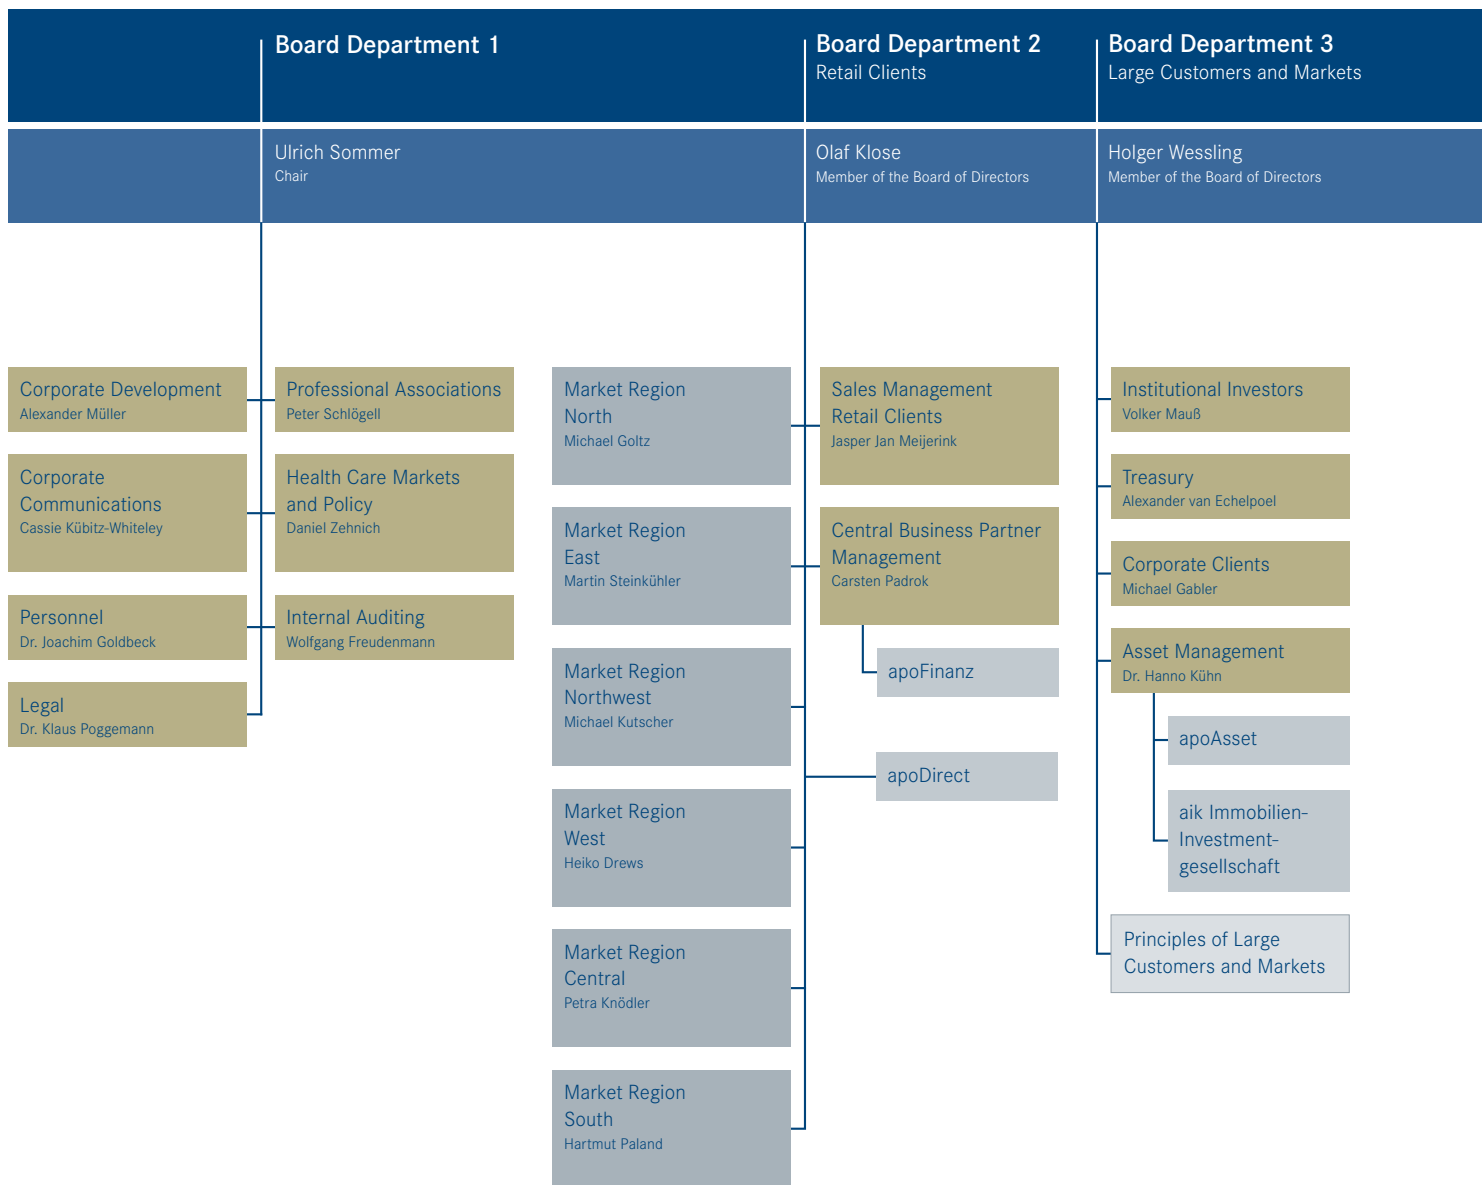 Board Department 1
Ulrich Sommer
Chair
Corporate Development
Alexander Müller
Corporate
Communications
Cassie Kübitz-Whiteley
Personnel
Dr. Joachim Goldbeck
Legal
Dr. Klaus Poggemann
Professional Associations
Peter Schlögell
Health Care Markets
and Policy
Daniel Zehnich
Internal Auditing
Wolfgang Freudenmann
Board Department 2
Retail Clients
Olaf Klose
Member of the Board of Directors
Market Region
North
Michael Goltz
Market Region
East
Martin Steinkühler
Market Region
Northwest
Michael Kutscher
Market Region
West
Heiko Drews
Market Region
Central
Petra Knödler
Market Region
South
Hartmut Paland
Sales Management
Retail Clients
Jasper Jan Meijerink
Central Business Partner
Management
Carsten Padrok
apoFinanz
apoDirect
Board Department 3
Large Customers and Markets
Holger Wessling
Member of the Board of Directors
Institutional Investors
Volker Mauß
Treasury
Alexander van Echelpoel
Corporate Clients
Michael Gabler
Asset Management
Dr. Hanno Kühn
apoAsset
aik Immobilien-
Investment-
gesellschaft
Principles of Large
Customers and Markets